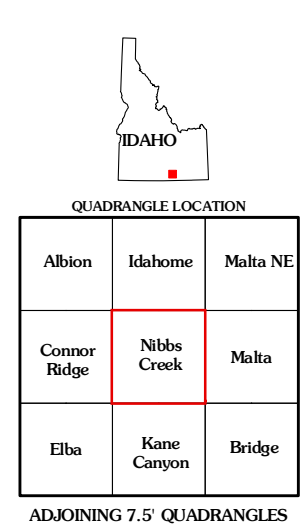 IDAHO
QUADRANGLE LOCATION
Albion Idahome Malta NE
Connor Ridge Nibbs Creek Malta
Elba Kane Canyon Bridge
ADJOINING 7.5' QUADRANGLES